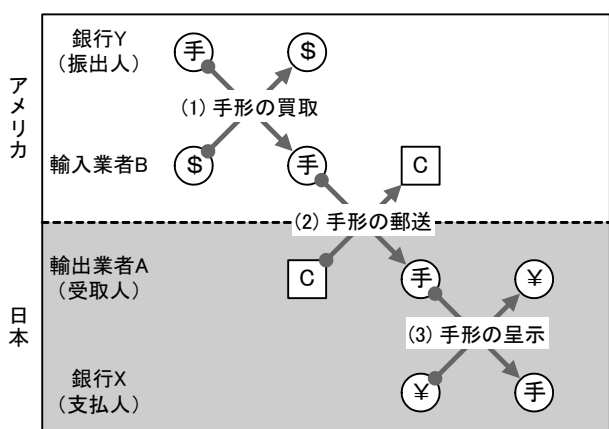 アメリカ
銀行Y
（振出人）
手
$
(1) 手形の買取
輸入業者B
$
手
C
(2) 手形の郵送
日本
輸出業者A
（受取人）
C
手
¥
(3) 手形の呈示
銀行X
（支払人）
¥
手